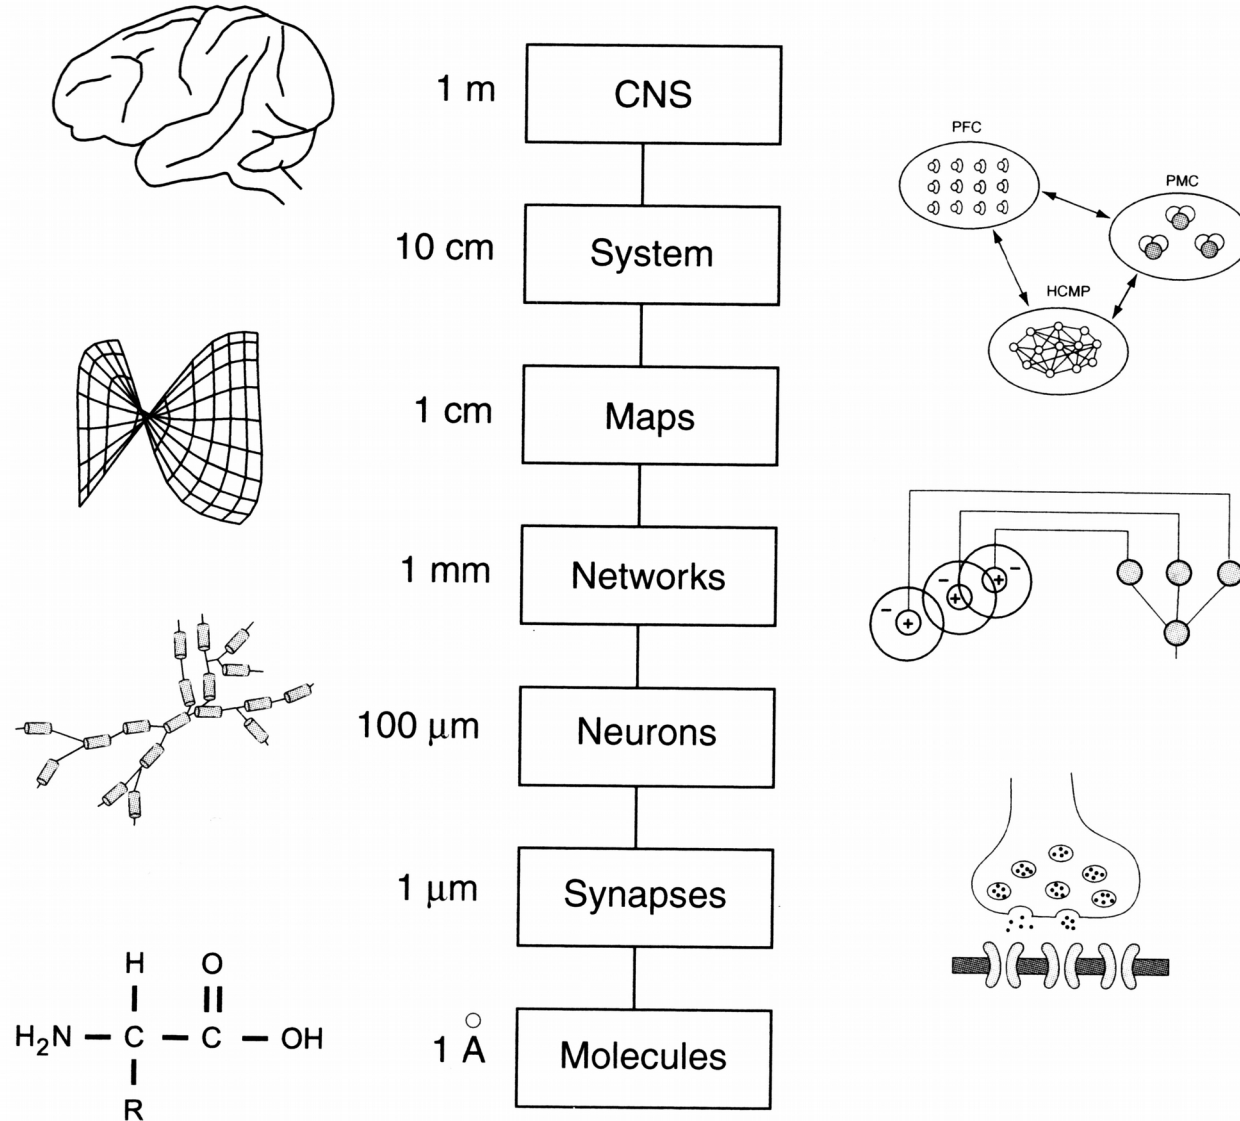 1 m
CNS
PFC
PMC
10 cm
System
HCMP
1 cm
Maps
1 mm
Networks
− +
− +
− +
100 μm
Neurons
1 μm
Synapses
H O
H₂N — C — C — OH
R
1 Å
Molecules